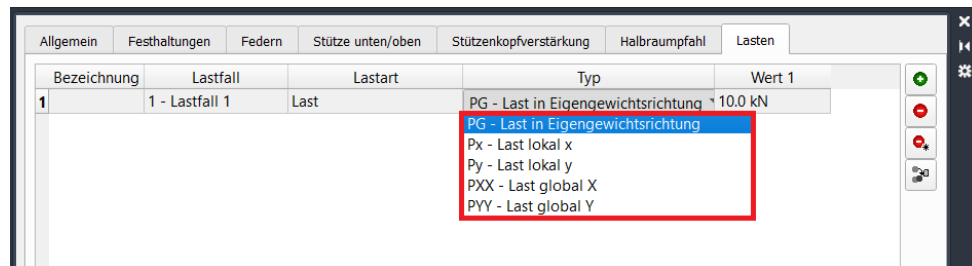 Allgemein Festhaltungen Federn Stütze unten/oben Stützenkopfverstärkung Halbraumpfahl Lasten
Bezeichnung Lastfall Lastart Typ Wert 1
1 1 - Lastfall 1 Last PG - Last in Eigengewichtsrichtung 10.0 kN
PG - Last in Eigengewichtsrichtung
Px - Last lokal x
Py - Last lokal y
PXX - Last global X
PYY - Last global Y